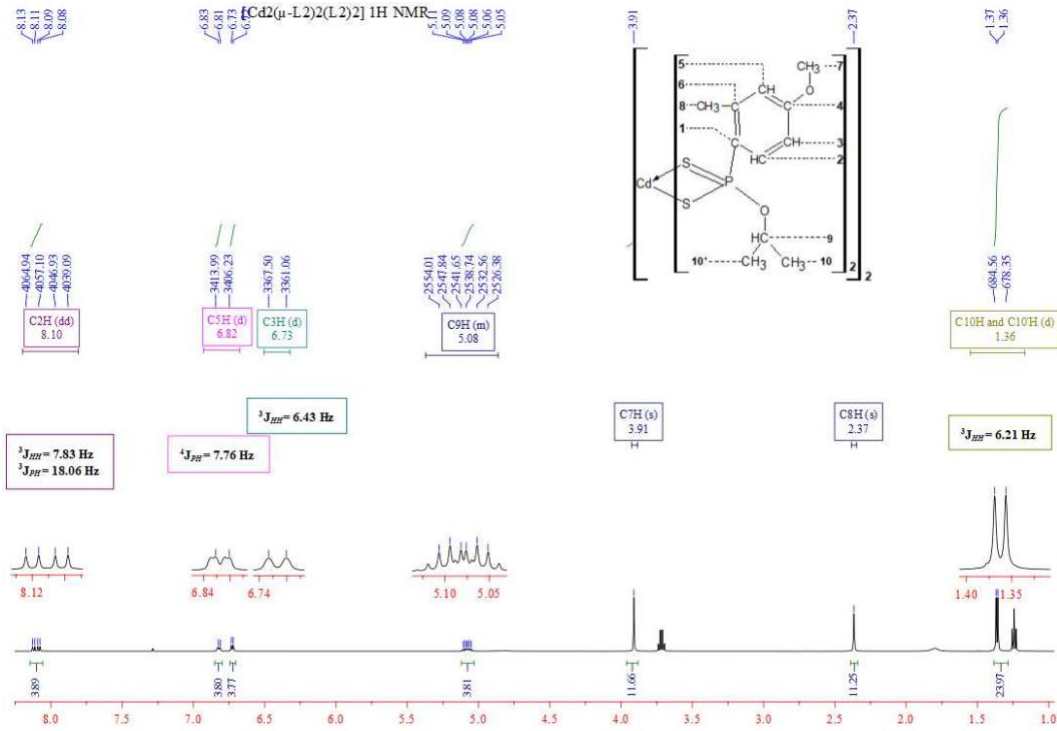 [Cd2(μ-L2)2(L2)2] 1H NMR
8.13
8.11
8.09
8.08
6.83
6.81
6.73
5.11
5.09
5.08
5.08
5.06
5.05
3.91
2.37
1.37
1.36
5
CH3
7
O
6
CH
C
8
CH3
C
4
1
C
CH
3
HC
2
S
Cd
P
S
O
HC
9
10'
CH3
CH3
10
2
2
4064.94
4057.10
4046.93
4039.09
3413.99
3406.23
3367.50
3361.06
2554.01
2547.84
2541.65
2538.74
2532.56
2526.38
684.56
678.35
C2H (dd)
8.10
C5H (d)
6.82
C3H (d)
6.73
C9H (m)
5.08
C10H and C10'H (d)
1.36
C7H (s)
3.91
C8H (s)
2.37
³JHH = 7.83 Hz
³JPH = 18.06 Hz
⁴JPH = 7.76 Hz
³JHH = 6.43 Hz
³JHH = 6.21 Hz
8.12
6.84
6.74
5.10
5.05
1.40
1.35
3.89
3.80
3.77
3.81
11.66
11.25
23.97
8.0
7.5
7.0
6.5
6.0
5.5
5.0
4.5
4.0
3.5
3.0
2.5
2.0
1.5
1.0